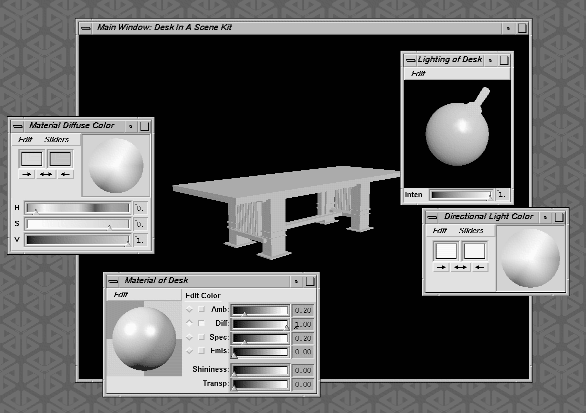 Main Window: Desk In A Scene Kit
Lighting of Desk
Edit
Inten 1.
Material Diffuse Color
Edit Sliders
H 0.
S 0.
V 1.
Directional Light Color
Edit Sliders
Material of Desk
Edit
Edit Color
Amb: 0.20
Diff: 1.00
Spec: 0.20
Emis: 0.00
Shininess: 0.00
Transp: 0.00